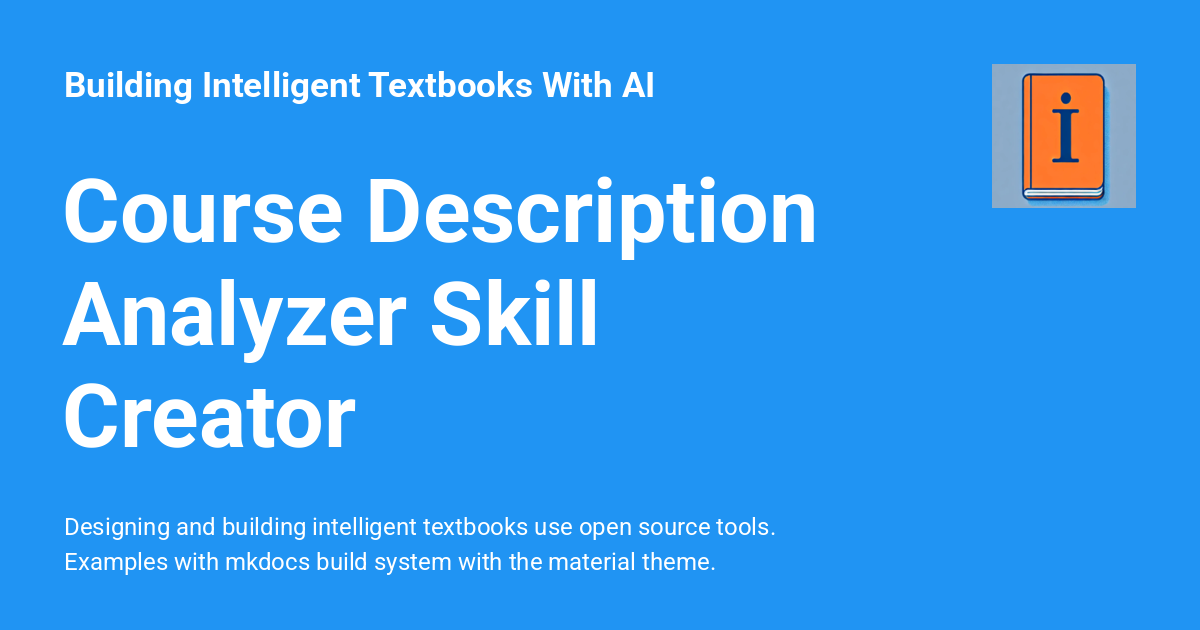 Building Intelligent Textbooks With AI
Course Description
Analyzer Skill
Creator
i
Designing and building intelligent textbooks use open source tools.
Examples with mkdocs build system with the material theme.